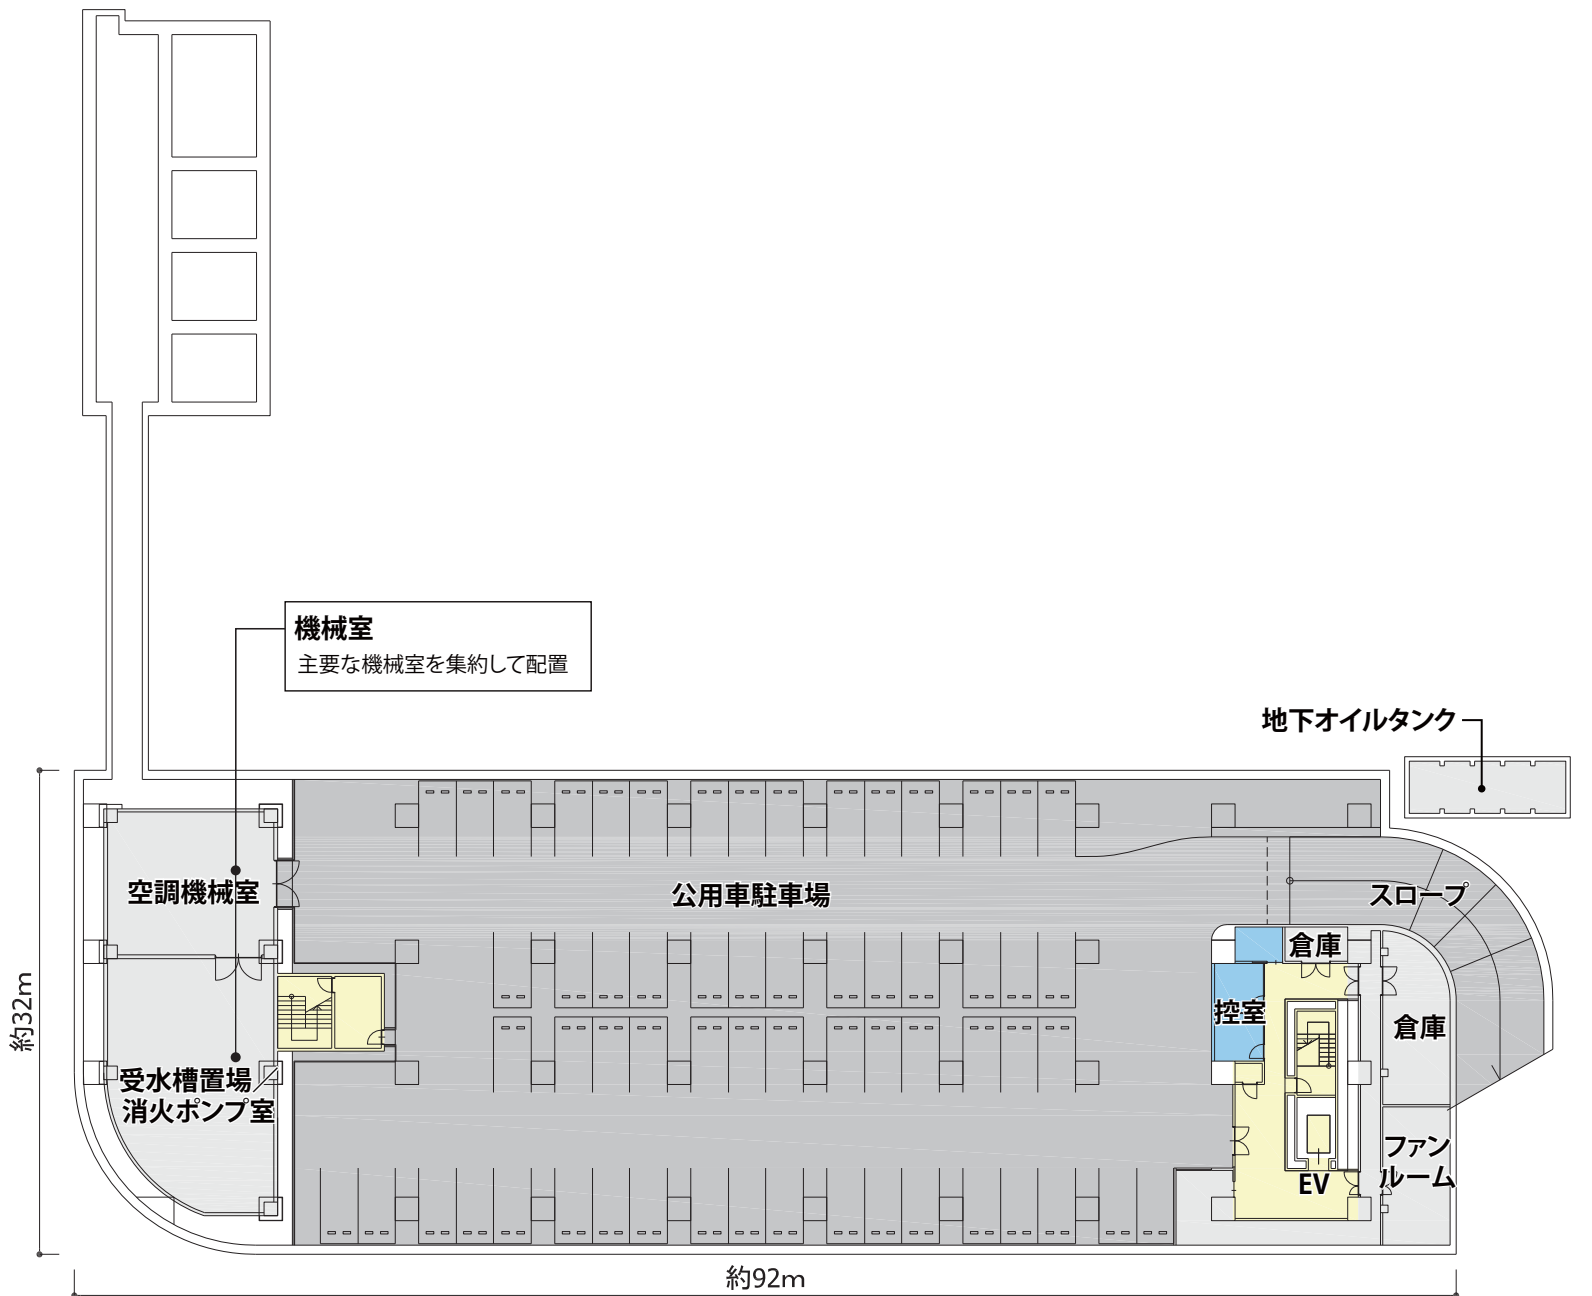 機械室
主要な機械室を集約して配置
地下オイルタンク
空調機械室
公用車駐車場
スロープ
倉庫
控室
倉庫
約32m
受水槽置場
消火ポンプ室
ファン
ルーム
EV
約92m